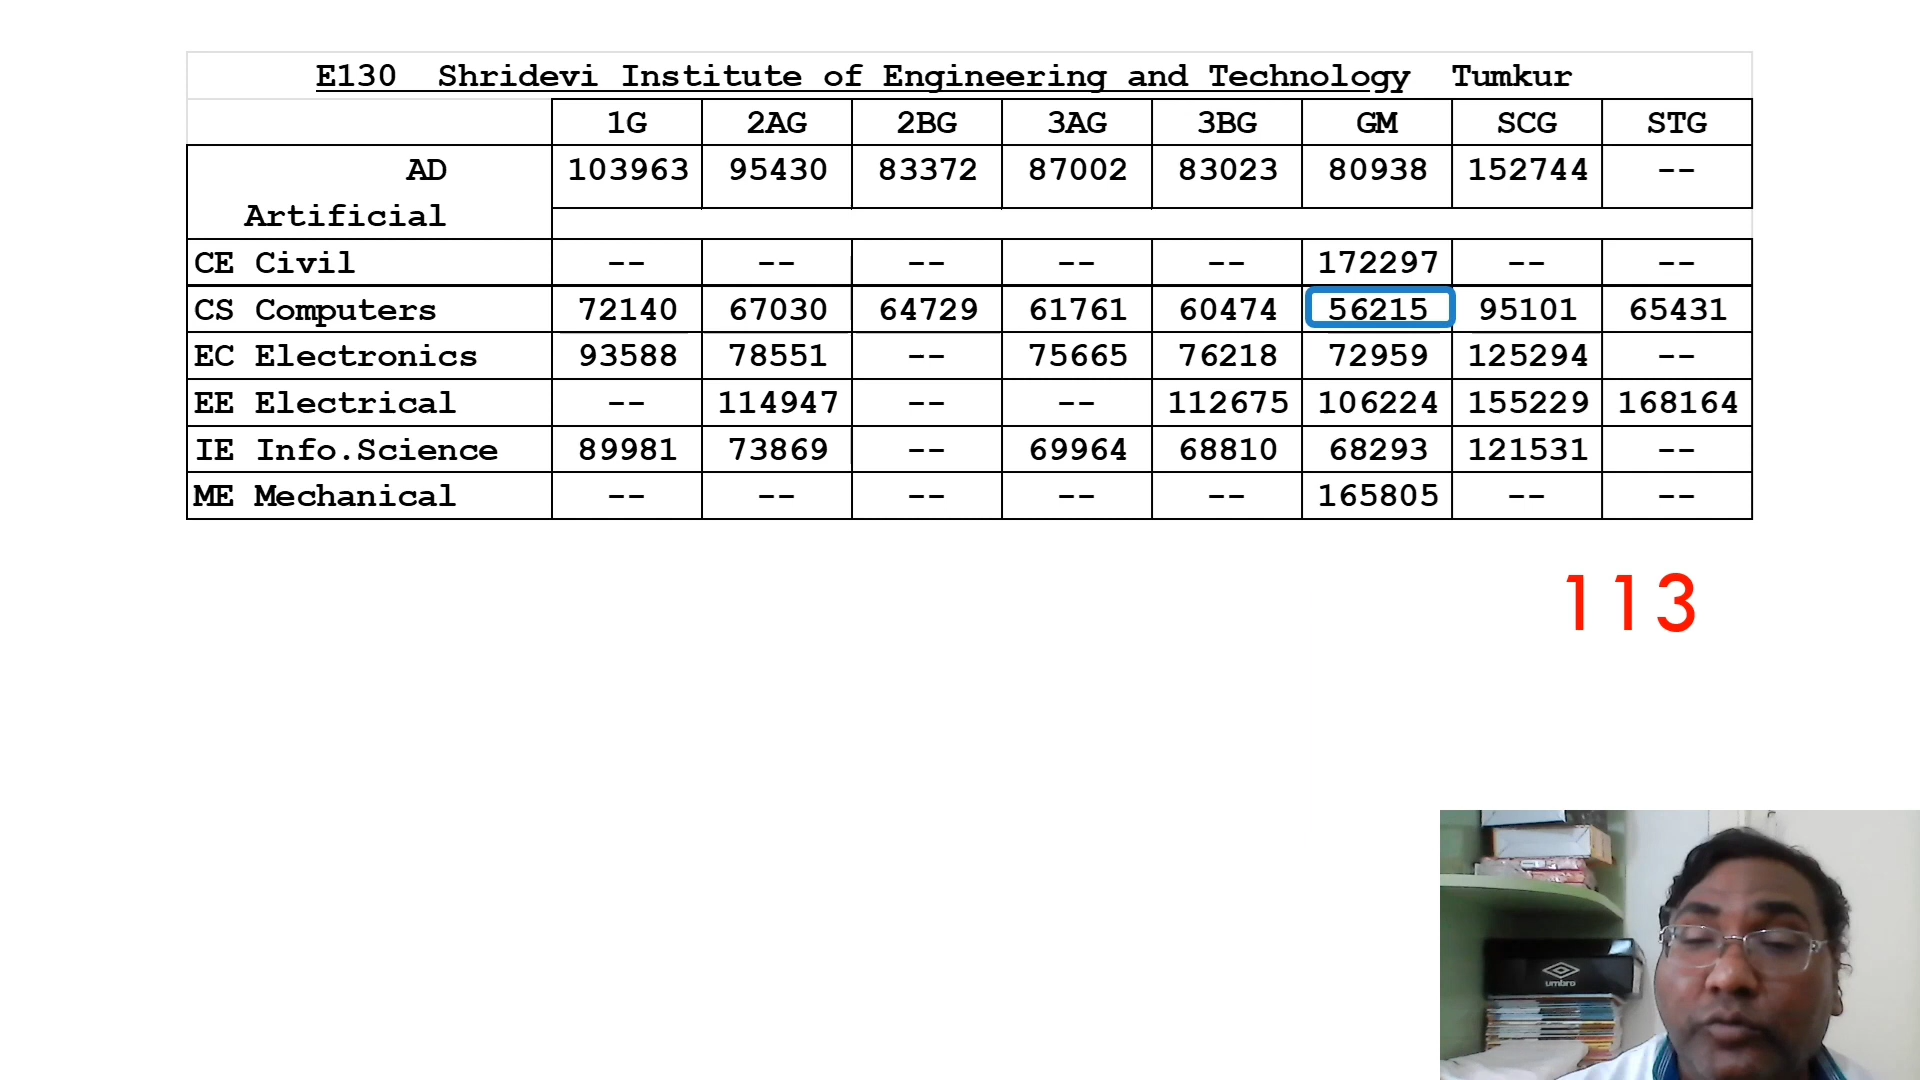 E130 Shridevi Institute of Engineering and Technology Tumkur
1G 2AG 2BG 3AG 3BG GM SCG STG
AD 103963 95430 83372 87002 83023 80938 152744 --
Artificial
CE Civil -- -- -- -- -- 172297 -- --
CS Computers 72140 67030 64729 61761 60474 56215 95101 65431
EC Electronics 93588 78551 -- 75665 76218 72959 125294 --
EE Electrical -- 114947 -- -- 112675 106224 155229 168164
IE Info.Science 89981 73869 -- 69964 68810 68293 121531 --
ME Mechanical -- -- -- -- -- 165805 -- --
113
umbro